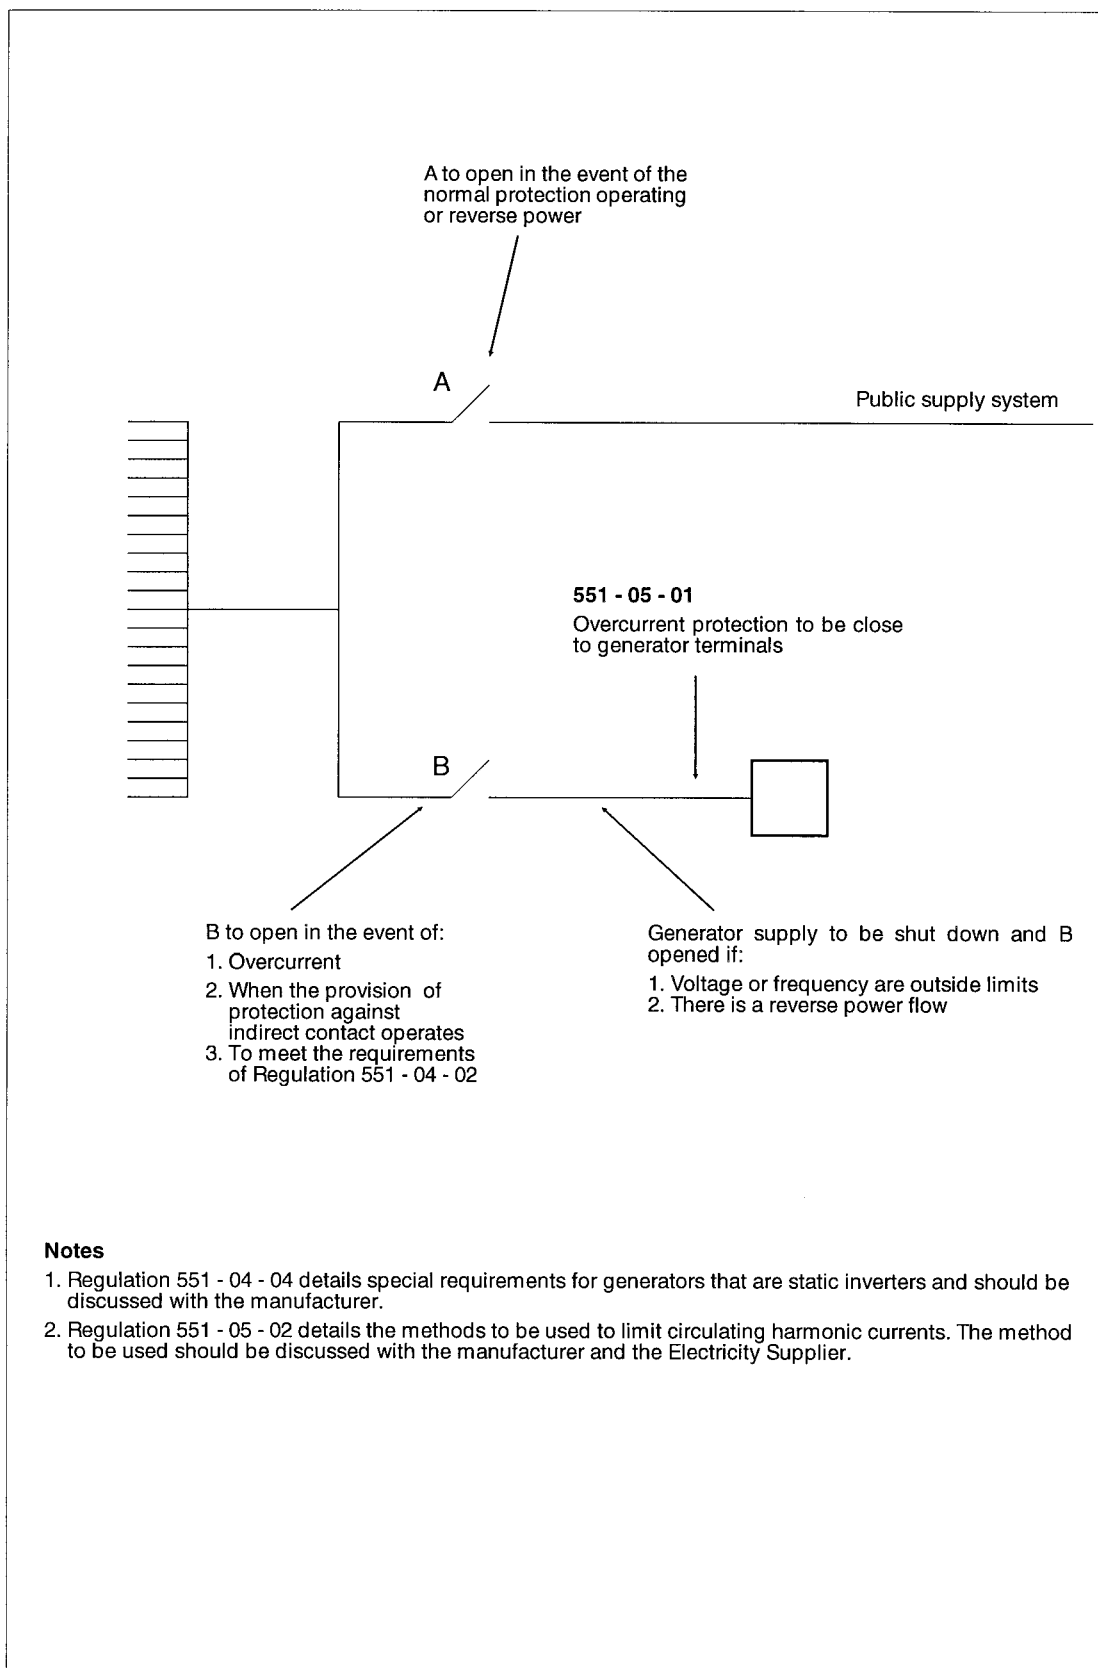 A to open in the event of the
normal protection operating
or reverse power
A
Public supply system
551 - 05 - 01
Overcurrent protection to be close
to generator terminals
B
B to open in the event of:
1. Overcurrent
2. When the provision of
protection against
indirect contact operates
3. To meet the requirements
of Regulation 551 - 04 - 02
Generator supply to be shut down and B
opened if:
1. Voltage or frequency are outside limits
2. There is a reverse power flow
Notes
1. Regulation 551 - 04 - 04 details special requirements for generators that are static inverters and should be
discussed with the manufacturer.
2. Regulation 551 - 05 - 02 details the methods to be used to limit circulating harmonic currents. The method
to be used should be discussed with the manufacturer and the Electricity Supplier.